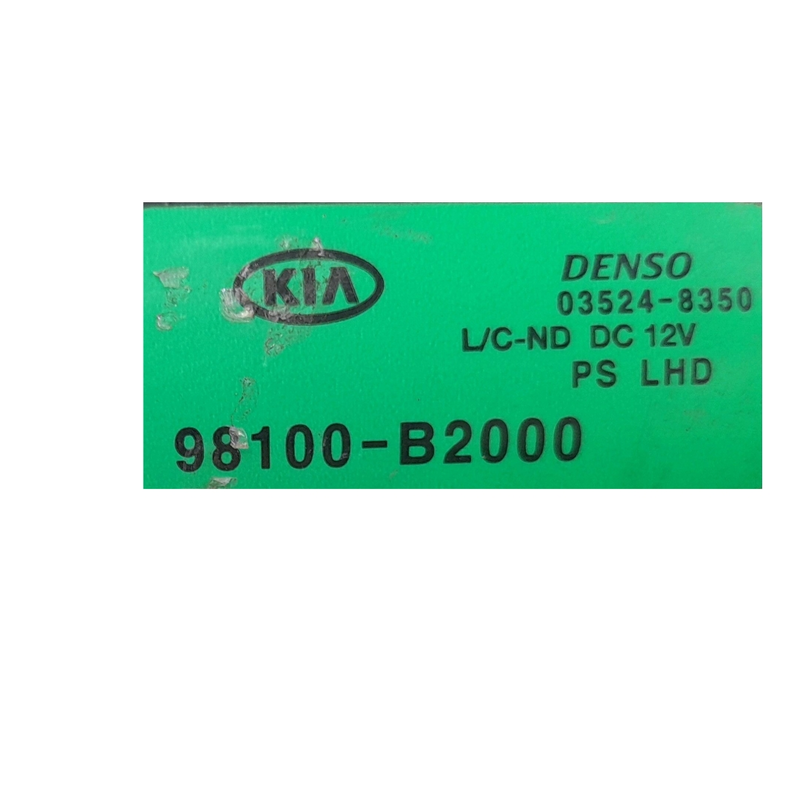 KIA
DENSO
03524-8350
L/C-ND DC 12V
PS LHD
98100-B2000